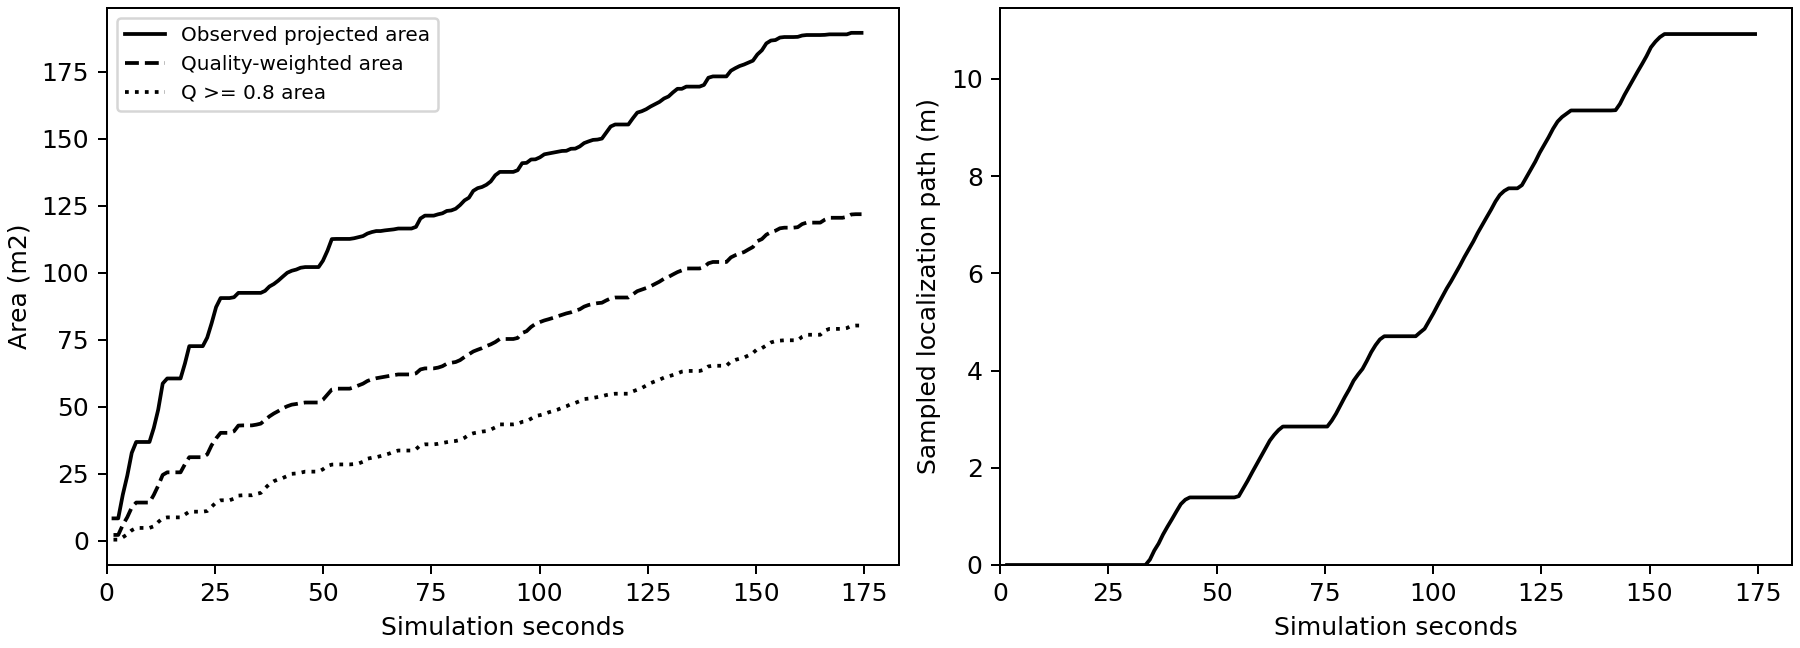 Observed projected area
Quality-weighted area
Q >= 0.8 area
Area (m2)
175
150
125
100
75
50
25
0
0 25 50 75 100 125 150 175
Simulation seconds
Sampled localization path (m)
10
8
6
4
2
0
0 25 50 75 100 125 150 175
Simulation seconds